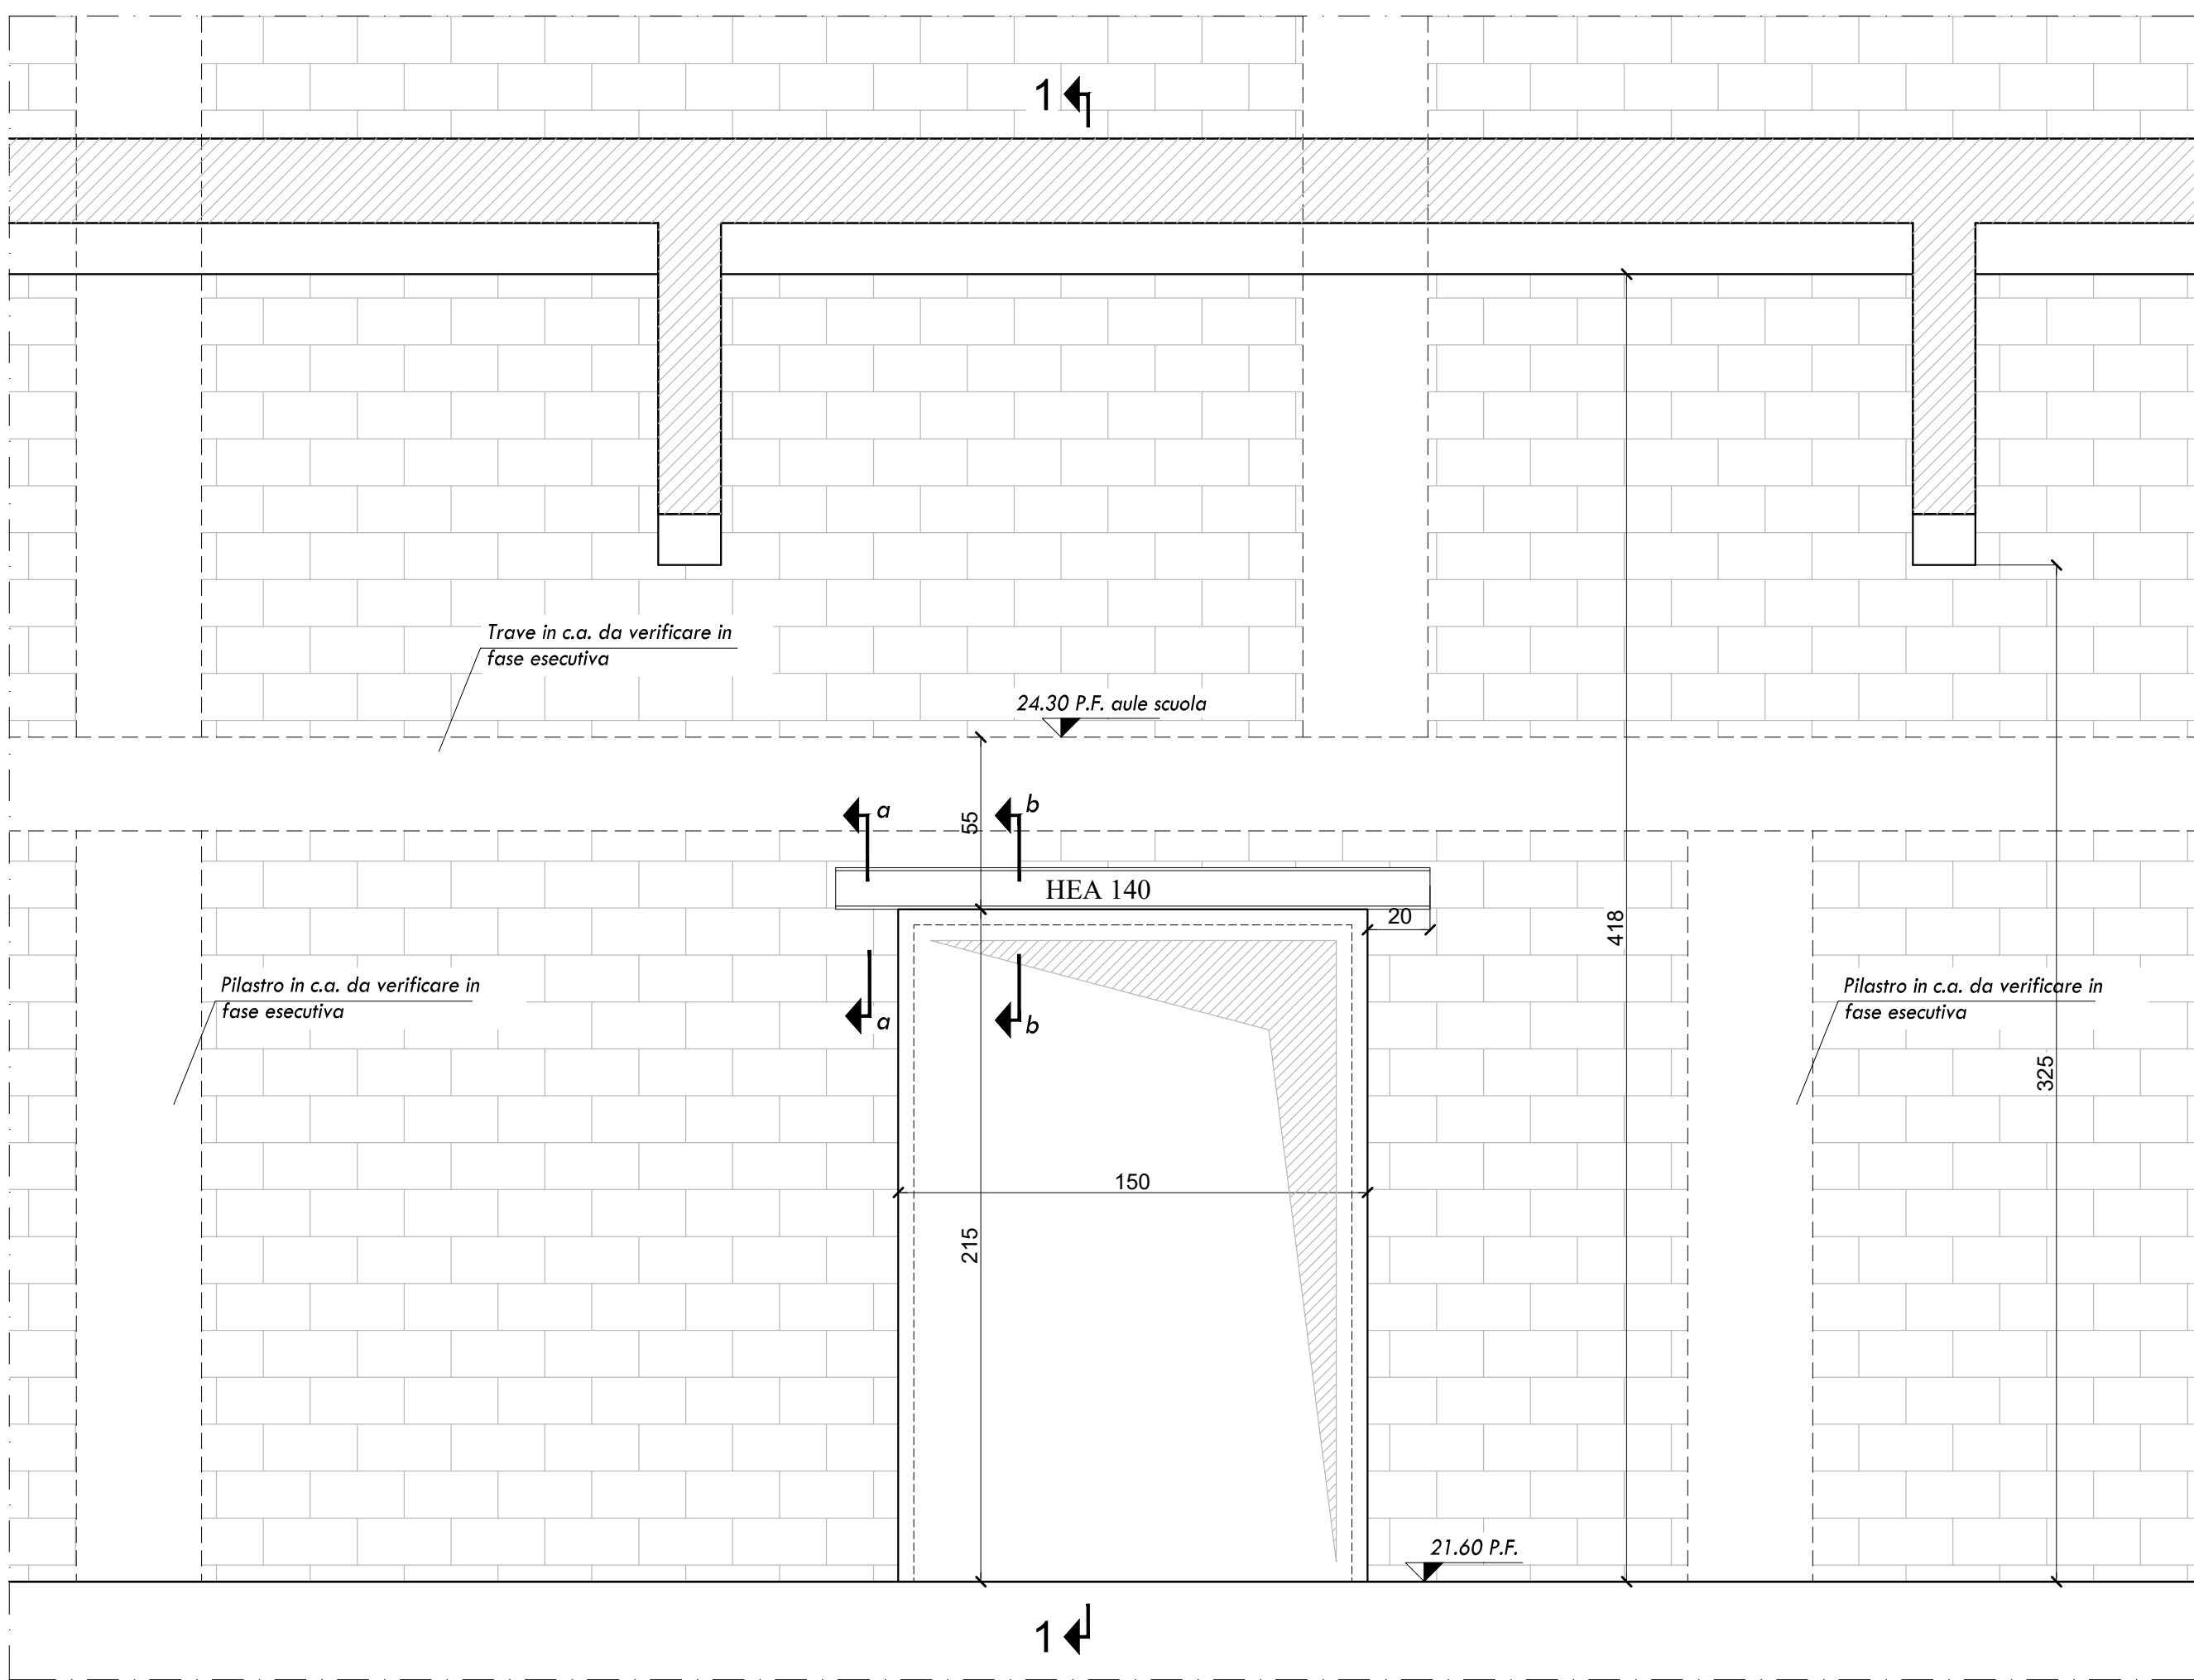 1
Trave in c.a. da verificare in
fase esecutiva
24.30 P.F. aule scuola
a
b
55
HEA 140
20
418
Pilastro in c.a. da verificare in
fase esecutiva
a
b
Pilastro in c.a. da verificare in
fase esecutiva
325
150
215
21.60 P.F.
1